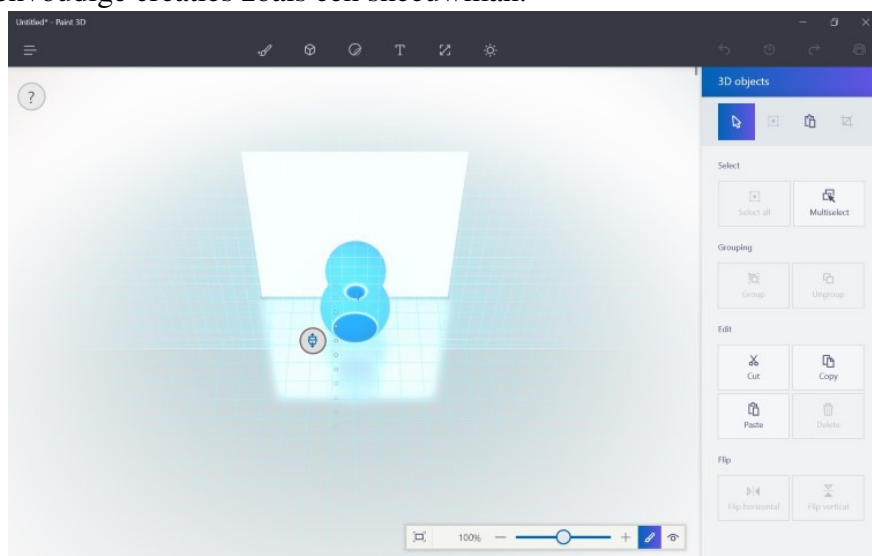 eenvoudige creaties zoals een sneeuwman.
Untitled* - Paint 3D
T
3D objects
?
Select
Select all
Multiselect
Grouping
Group
Ungroup
Edit
Cut
Copy
Paste
Delete
Flip
Flip horizontal
Flip vertical
100%